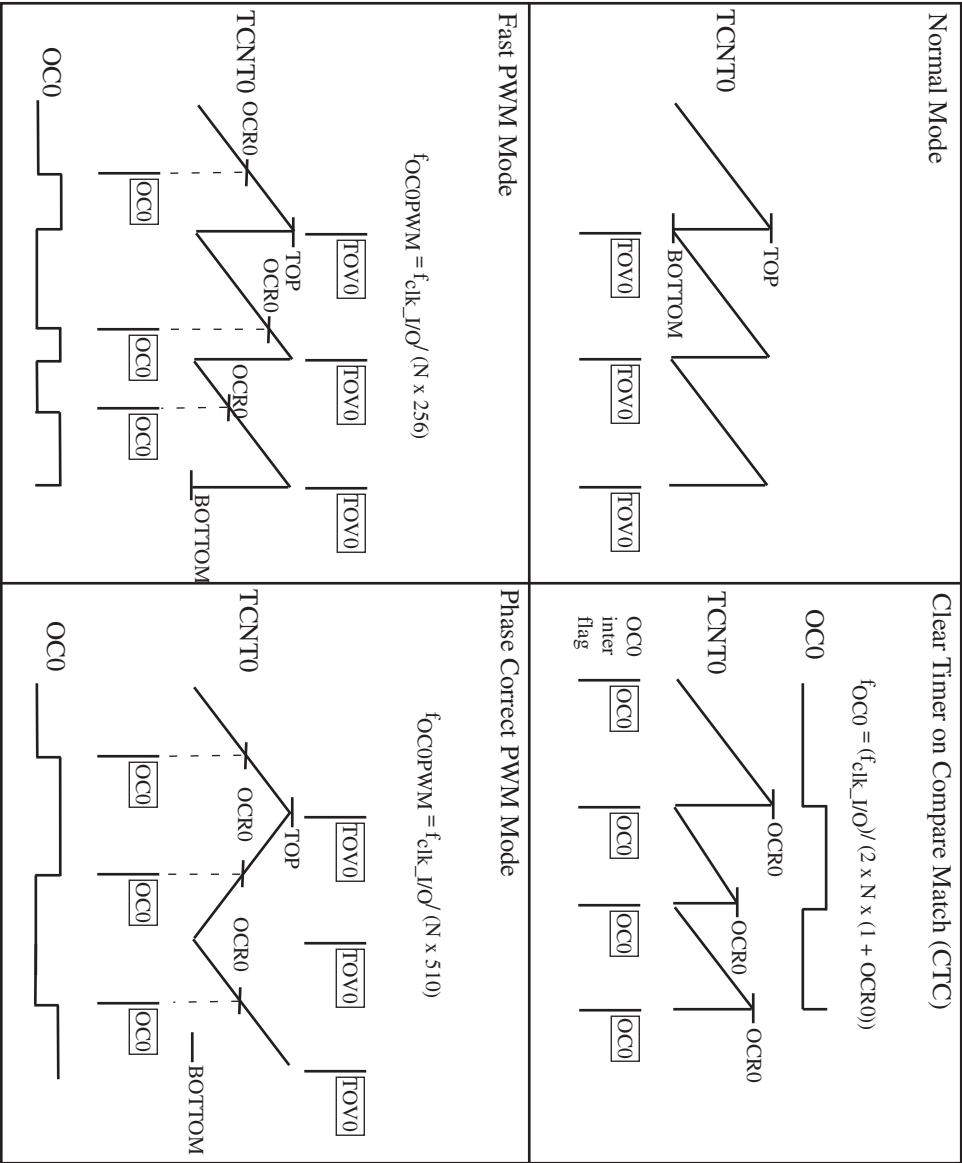 Normal Mode
TCNT0
TOP
BOTTOM
TOV0
TOV0
TOV0
Clear Timer on Compare Match (CTC)
fOC0 = (fclk_I/O)/ (2 x N x (1 + OCR0))
OC0
TCNT0
OCR0
OCR0
OCR0
OC0
inter
flag
OC0
OC0
OC0
OC0
Fast PWM Mode
fOC0PWM = fclk_I/O/ (N x 256)
TOV0
TOV0
TOV0
TCNT0
OCR0
TOP
OCR0
OCR0
BOTTOM
OC0
OC0
OC0
OC0
Phase Correct PWM Mode
fOC0PWM = fclk_I/O/ (N x 510)
TOV0
TOV0
TOV0
TCNT0
TOP
OCR0
OCR0
BOTTOM
OC0
OC0
OC0
OC0